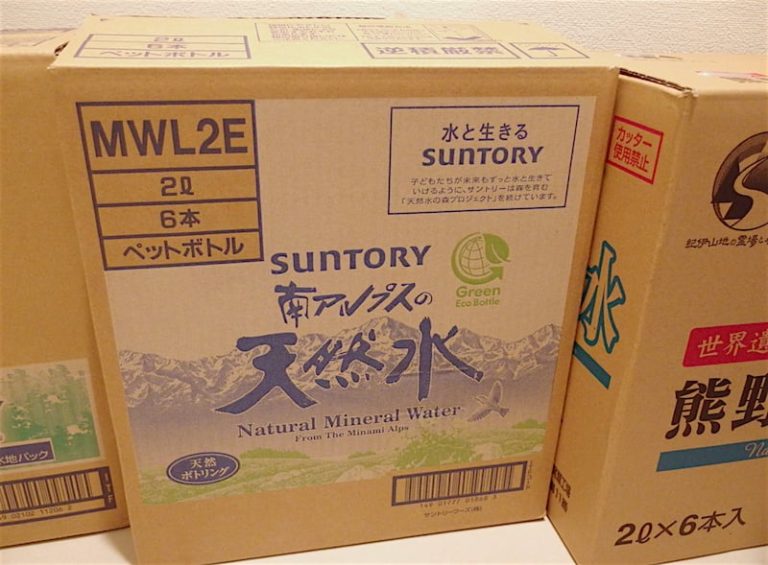 2ℓ
6本
ペットボトル
逆積厳禁
MWL2E
2ℓ
6本
ペットボトル
水と生きる
SUNTORY
子どもたちが未来もずっと水と生きて
いけるように、サントリーは森を育む
「天然水の森プロジェクト」を続けています。
SUNTORY
南アルプスの
天然水
Natural Mineral Water
From The Minami Alps
Green
Eco Bottle
天然
ボトリング
サントリーフーズ(株)
水地パック
カッター
使用禁止
紀伊山地の霊場と
水
世界遺
熊野
Na
2ℓ×6本入